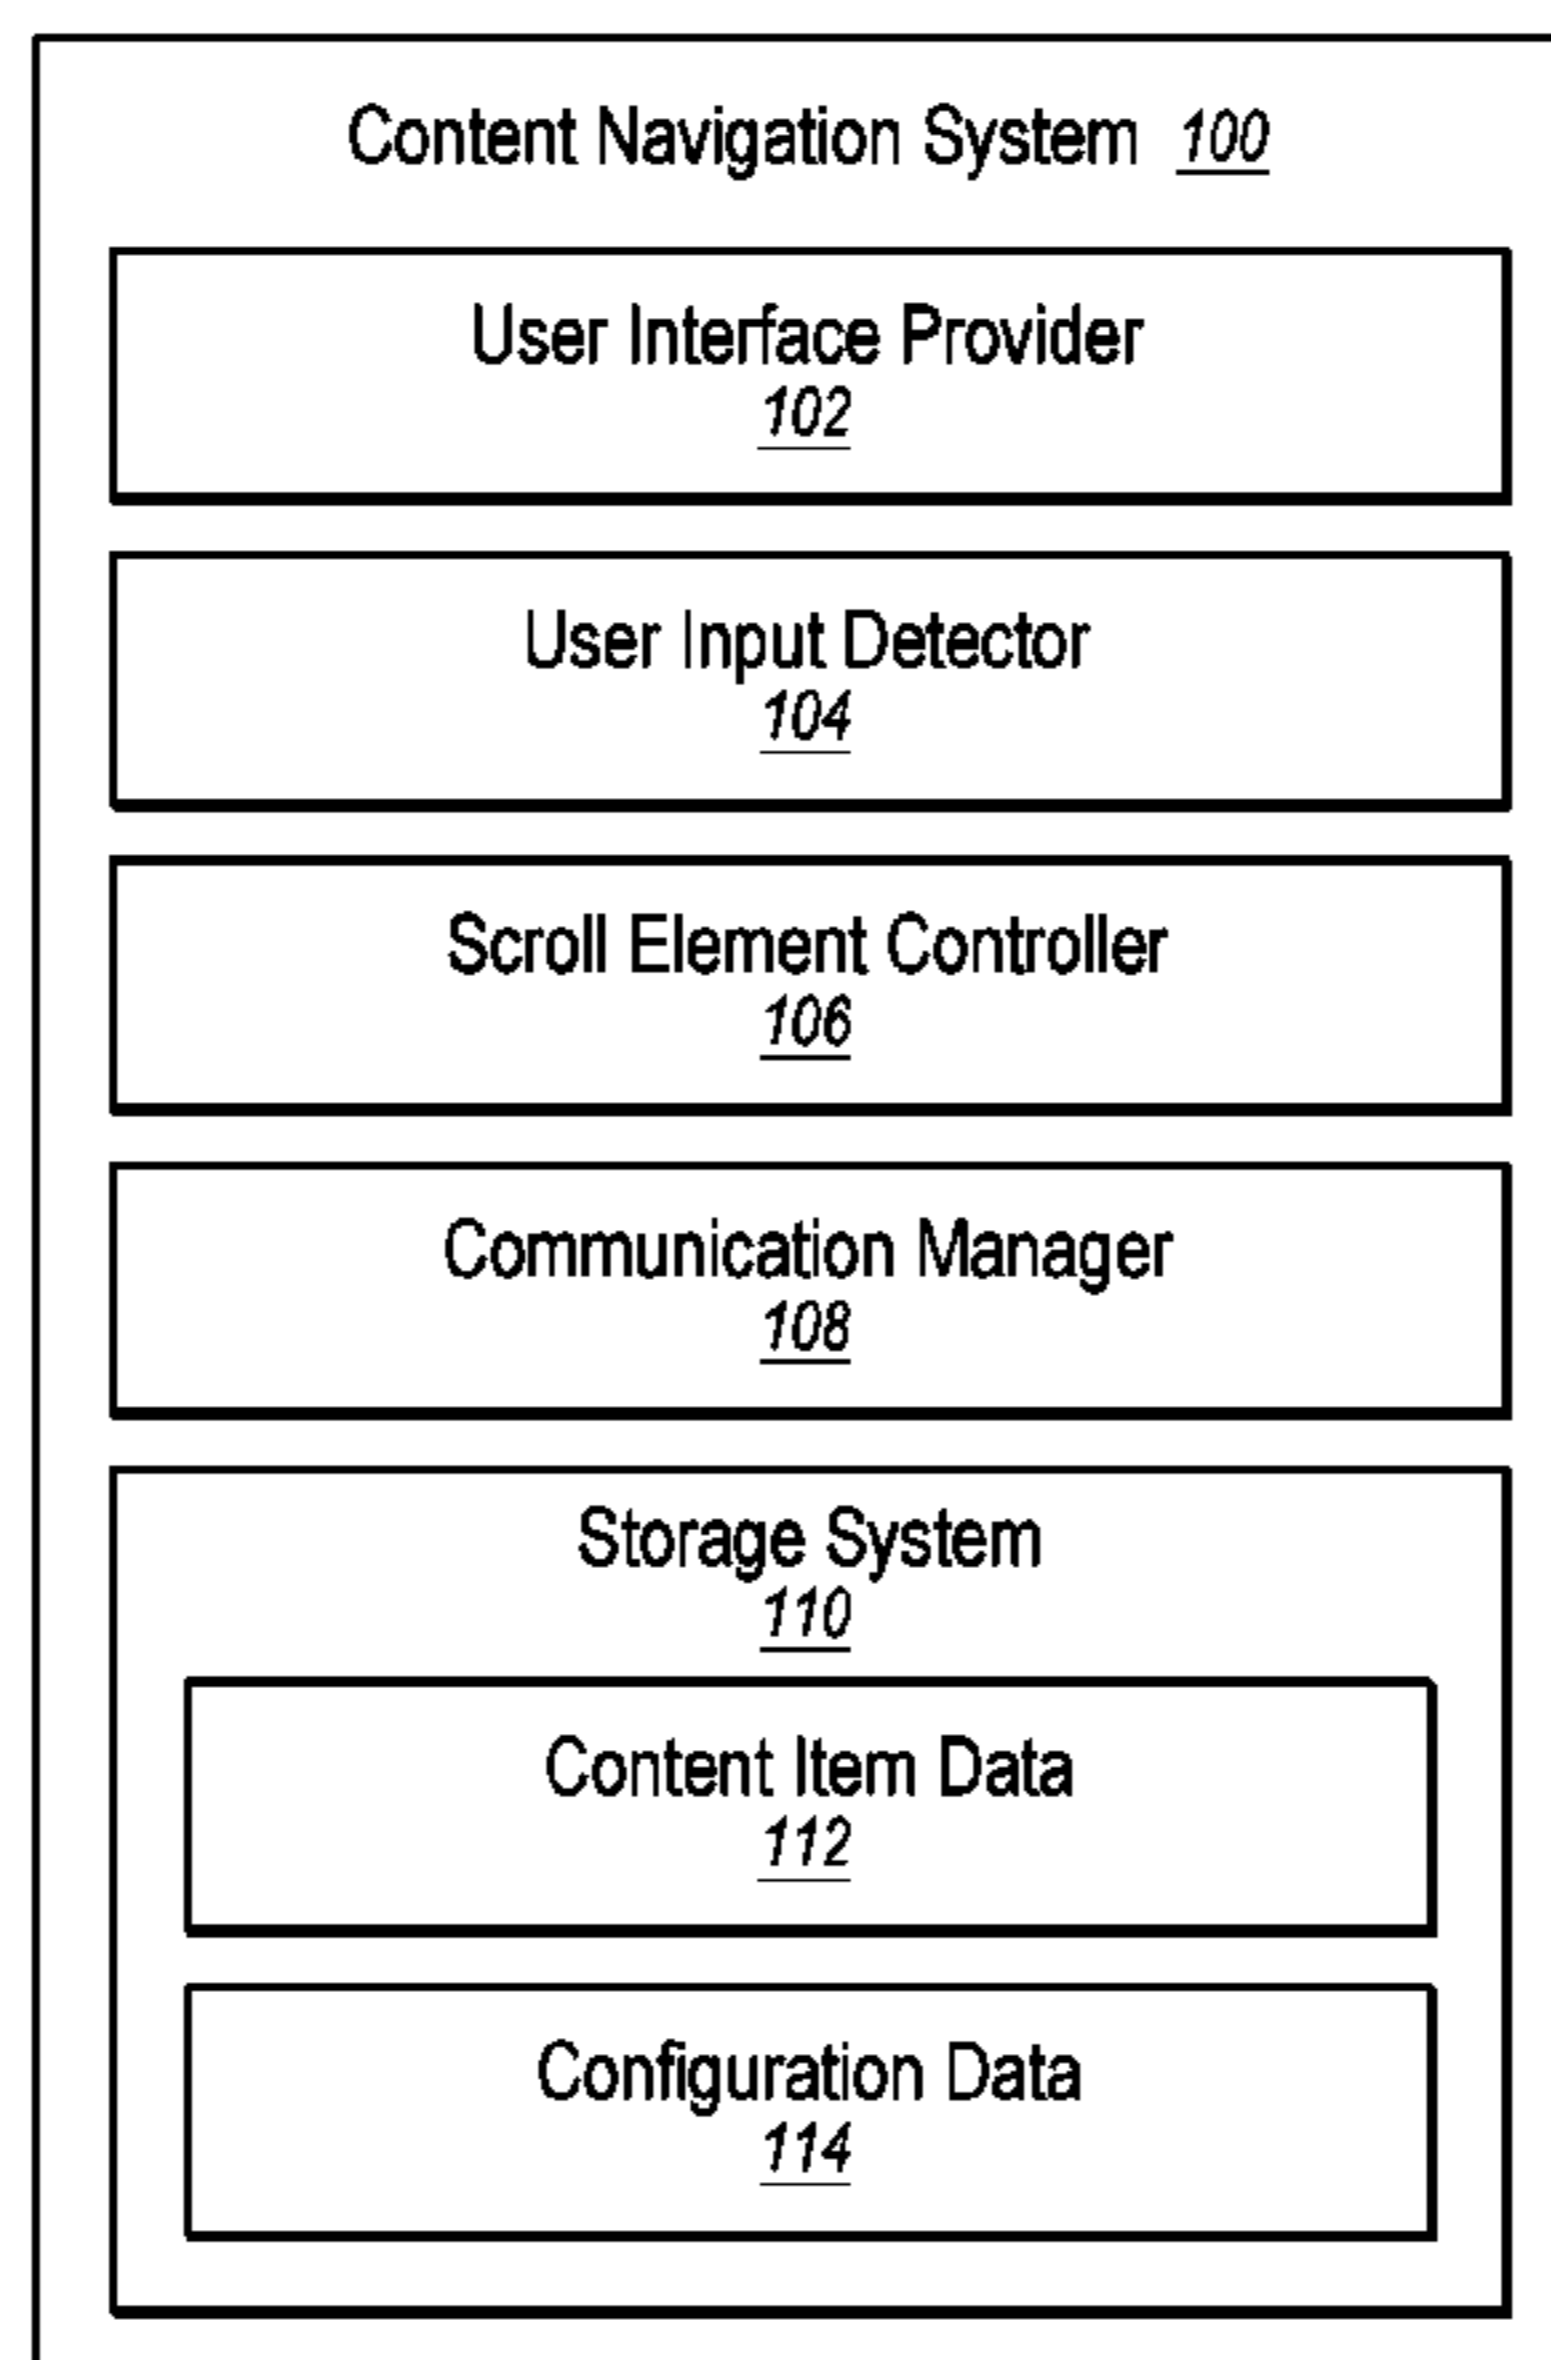 Content Navigation System 100
User Interface Provider
102
User Input Detector
104
Scroll Element Controller
106
Communication Manager
108
Storage System
110
Content Item Data
112
Configuration Data
114